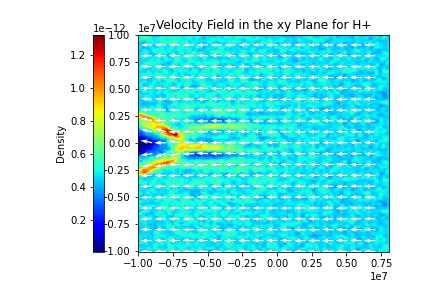 Velocity Field in the xy Plane for H+
1e−12
1e7
Density
1.2
1.0
0.8
0.6
0.4
0.2
1.00
0.75
0.50
0.25
0.00
−0.25
−0.50
−0.75
−1.00
−1.00 −0.75 −0.50 −0.25 0.00 0.25 0.50 0.75
1e7